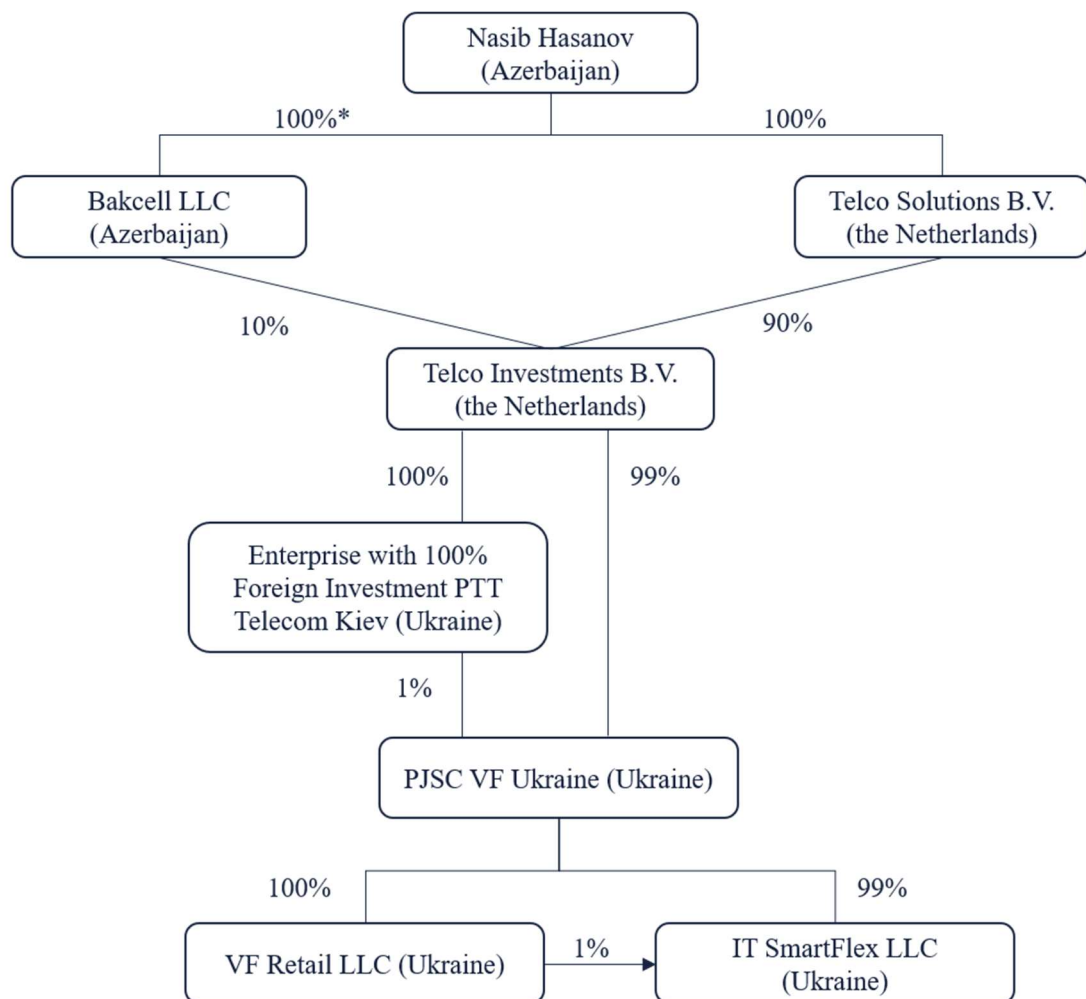 Nasib Hasanov
(Azerbaijan)
100%*
100%
Bakcell LLC
(Azerbaijan)
Telco Solutions B.V.
(the Netherlands)
10%
90%
Telco Investments B.V.
(the Netherlands)
100%
99%
Enterprise with 100%
Foreign Investment PTT
Telecom Kiev (Ukraine)
1%
PJSC VF Ukraine (Ukraine)
100%
99%
VF Retail LLC (Ukraine)
1%
IT SmartFlex LLC
(Ukraine)